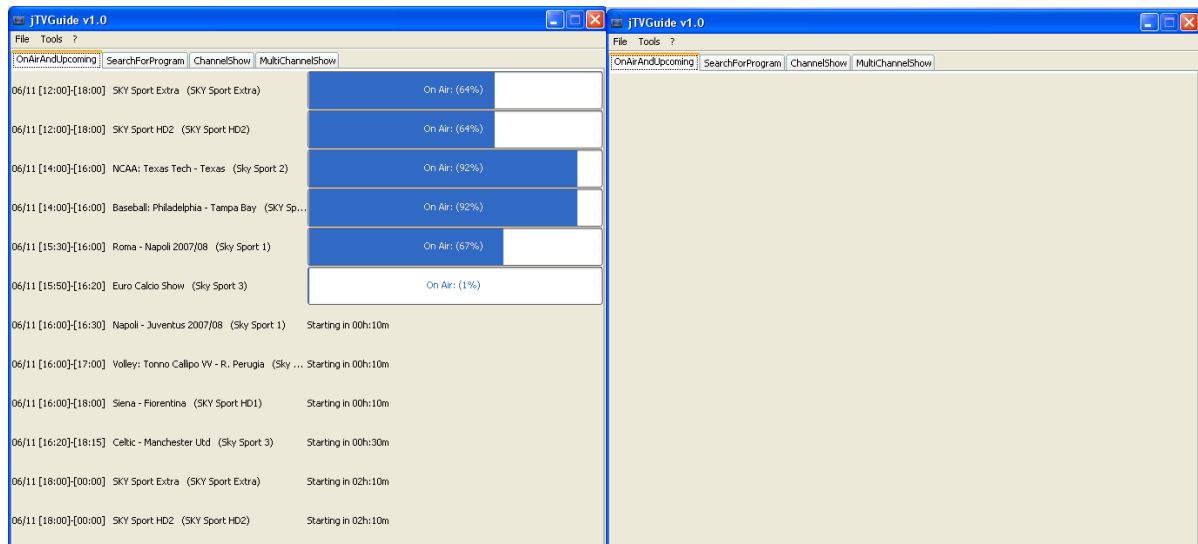 jTVGuide v1.0
File Tools ?
OnAirAndUpcoming SearchForProgram ChannelShow MultiChannelShow
06/11 [12:00]-[18:00] SKY Sport Extra (SKY Sport Extra) On Air: (64%)
06/11 [12:00]-[18:00] SKY Sport HD2 (SKY Sport HD2) On Air: (64%)
06/11 [14:00]-[16:00] NCAA: Texas Tech - Texas (Sky Sport 2) On Air: (92%)
06/11 [14:00]-[16:00] Baseball: Philadelphia - Tampa Bay (SKY Sp... On Air: (92%)
06/11 [15:30]-[16:00] Roma - Napoli 2007/08 (Sky Sport 1) On Air: (67%)
06/11 [15:50]-[16:20] Euro Calcio Show (Sky Sport 3) On Air: (1%)
06/11 [16:00]-[16:30] Napoli - Juventus 2007/08 (Sky Sport 1) Starting in 00h:10m
06/11 [16:00]-[17:00] Volley: Tonno Callipo VV - R. Perugia (Sky ... Starting in 00h:10m
06/11 [16:00]-[18:00] Siena - Fiorentina (SKY Sport HD1) Starting in 00h:10m
06/11 [16:20]-[18:15] Celtic - Manchester Utd (Sky Sport 3) Starting in 00h:30m
06/11 [18:00]-[00:00] SKY Sport Extra (SKY Sport Extra) Starting in 02h:10m
06/11 [18:00]-[00:00] SKY Sport HD2 (SKY Sport HD2) Starting in 02h:10m
jTVGuide v1.0
File Tools ?
OnAirAndUpcoming SearchForProgram ChannelShow MultiChannelShow